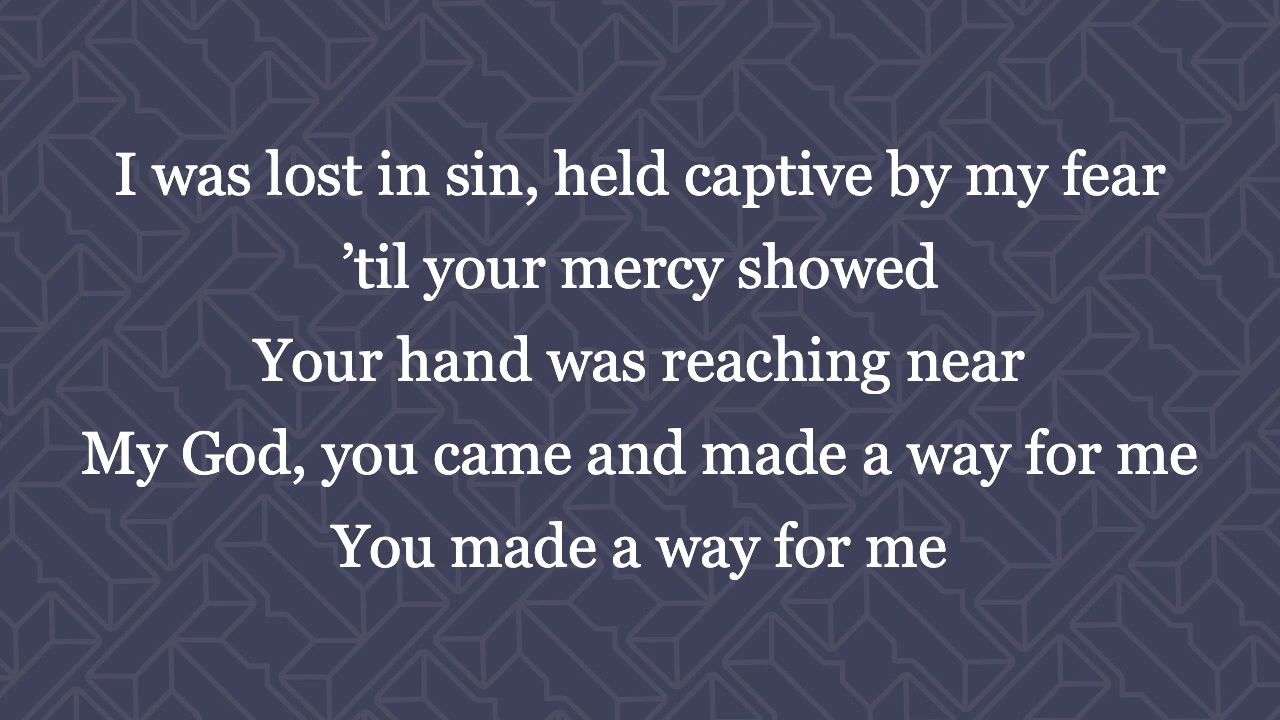 I was lost in sin, held captive by my fear
’til your mercy showed
Your hand was reaching near
My God, you came and made a way for me
You made a way for me